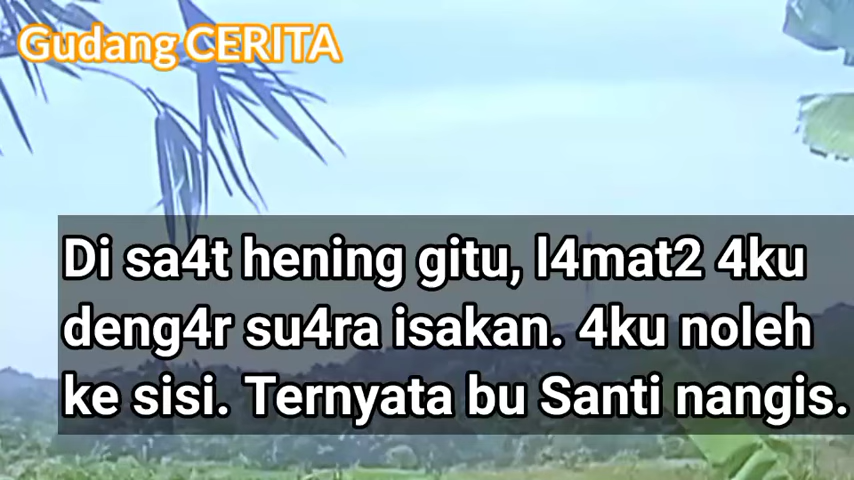 Gudang CERITA
Di sa4t hening gitu, l4mat2 4ku
deng4r su4ra isakan. 4ku noleh
ke sisi. Ternyata bu Santi nangis.